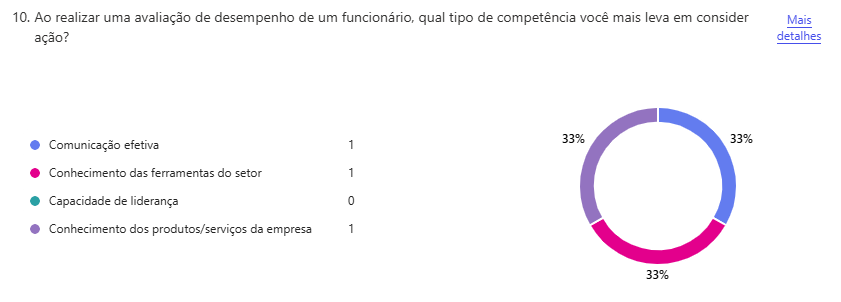 10. Ao realizar uma avaliação de desempenho de um funcionário, qual tipo de competência você mais leva em consider
ação?
Mais
detalhes
Comunicação efetiva 1
Conhecimento das ferramentas do setor 1
Capacidade de liderança 0
Conhecimento dos produtos/serviços da empresa 1
33%
33%
33%